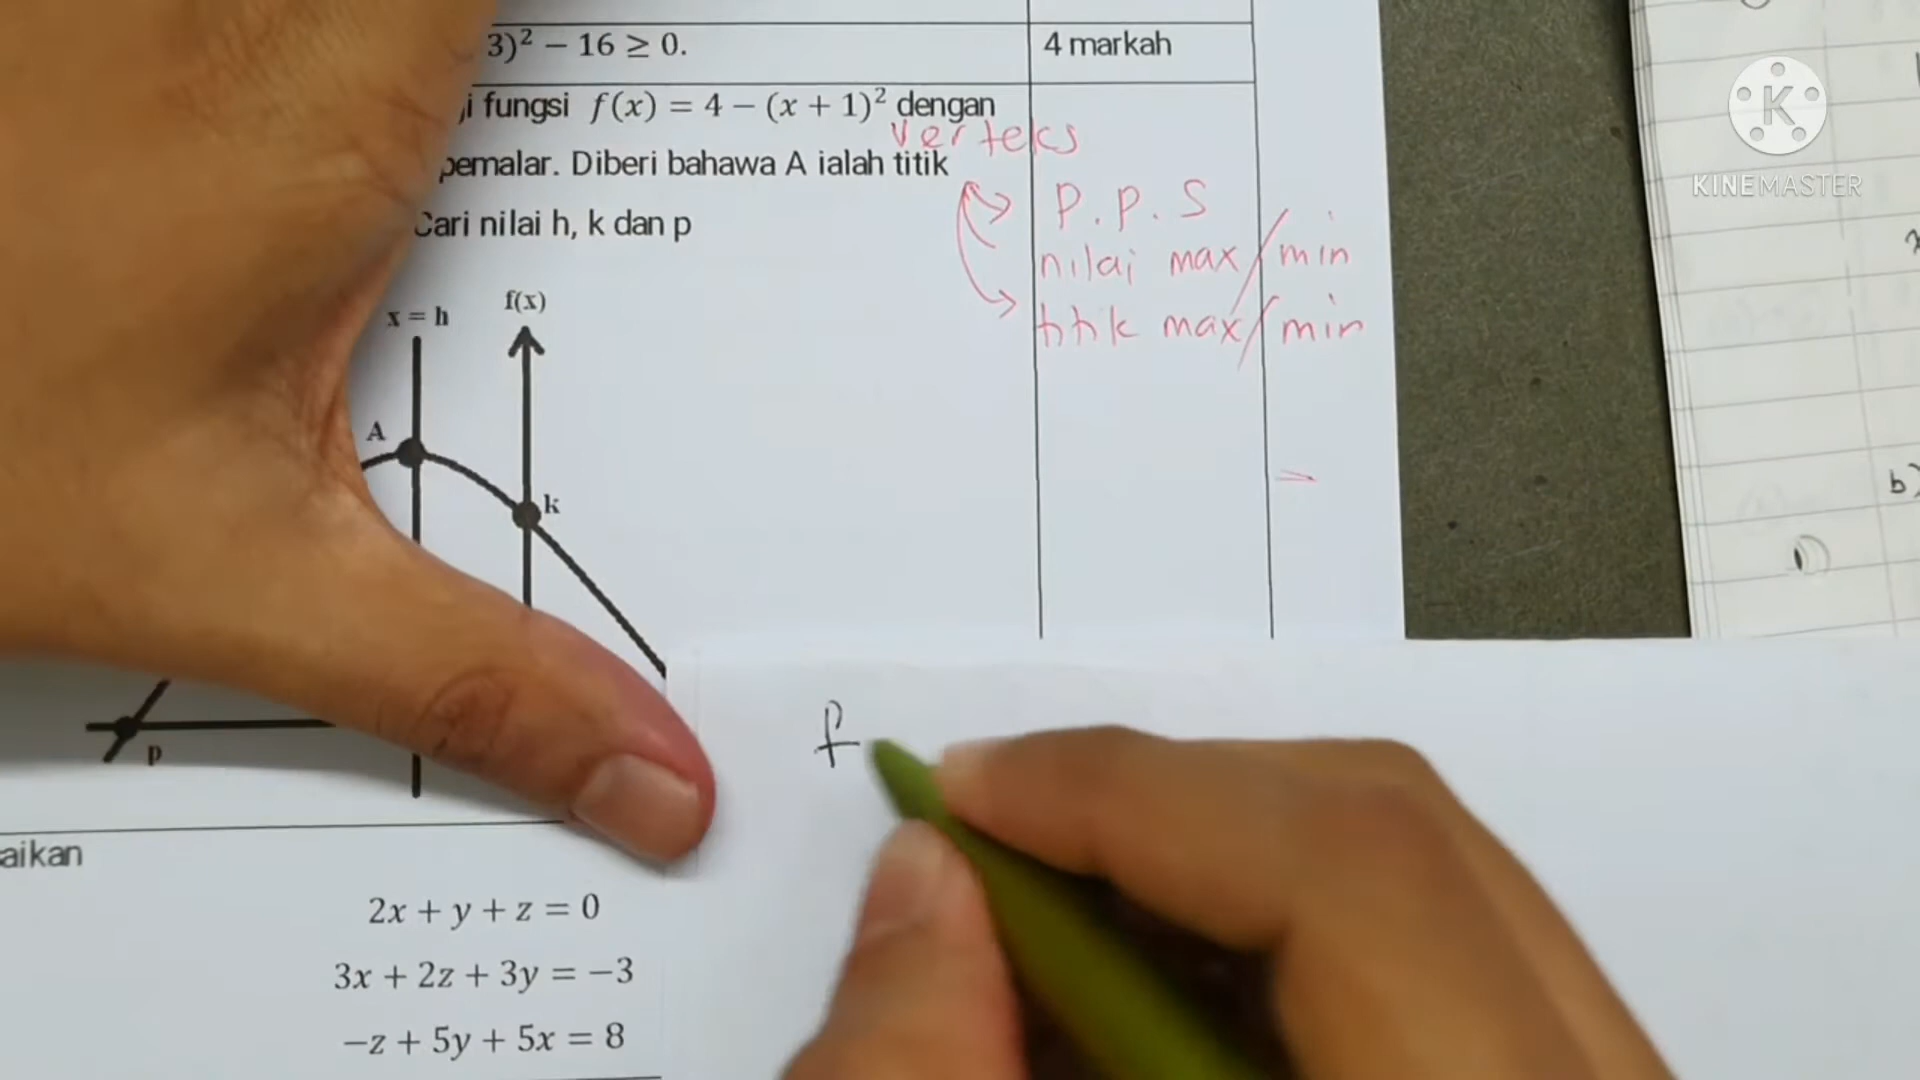 3)² − 16 ≥ 0.
4 markah
i fungsi f(x) = 4 − (x + 1)² dengan
verteks
pemalar. Diberi bahawa A ialah titik
P.P.S
Cari nilai h, k dan p
nilai max/min
titik max/min
x = h
f(x)
A
k
p
f
aikan
2x + y + z = 0
3x + 2z + 3y = −3
−z + 5y + 5x = 8
b)
K
KINEMASTER